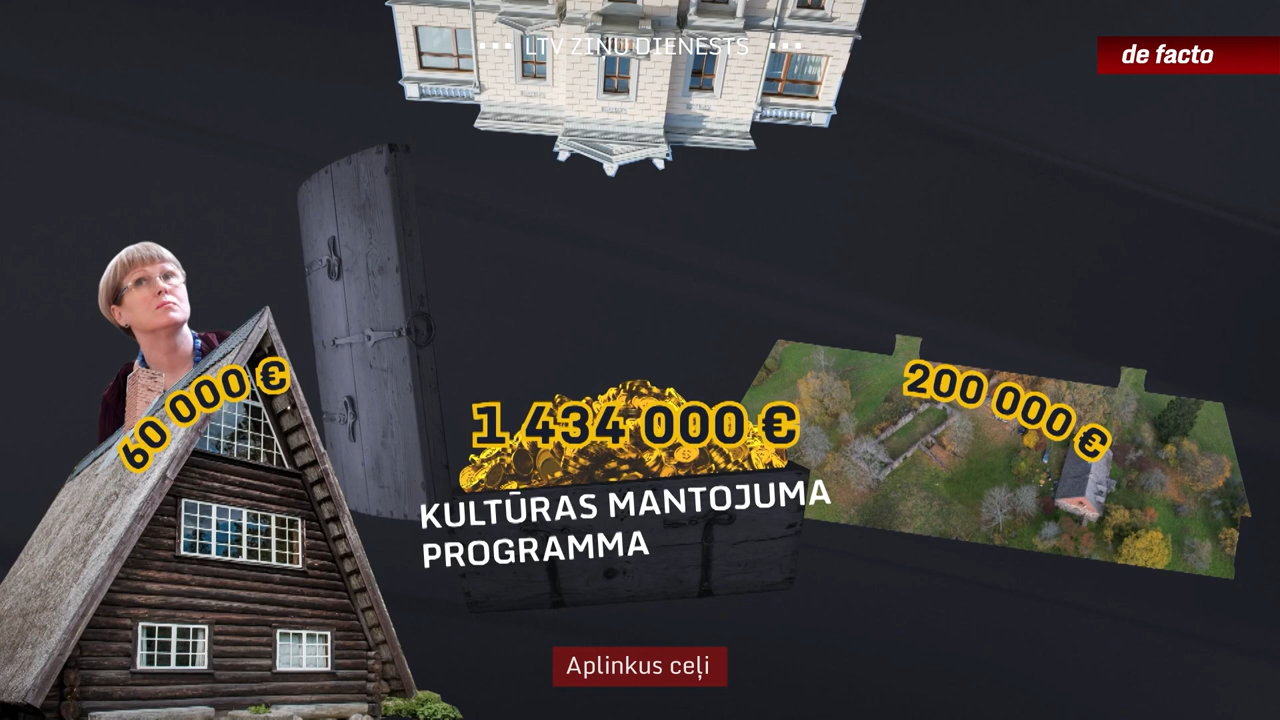 LTV ZIŅU DIENESTS
de facto
60 000 €
1 434 000 €
200 000 €
KULTŪRAS MANTOJUMA
PROGRAMMA
Aplinkus ceļi